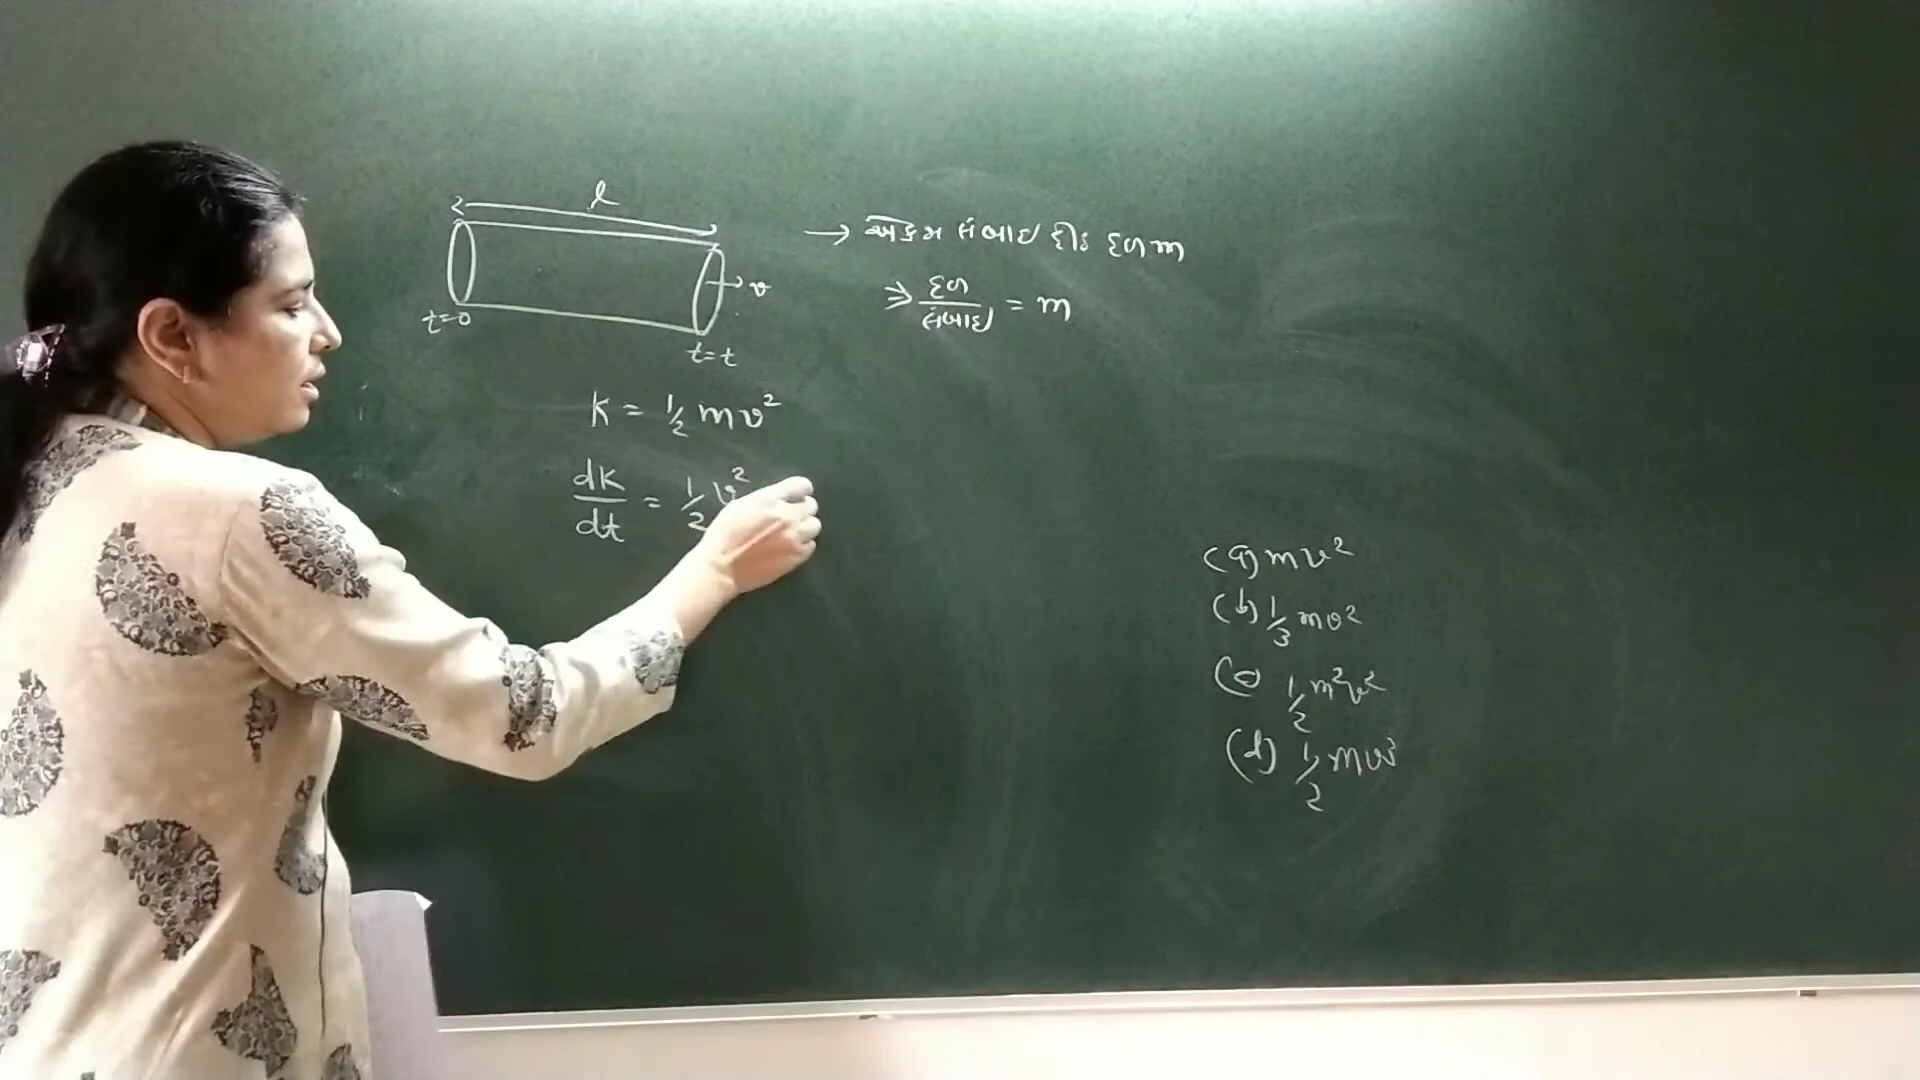 l
→ એકમ લંબાઈ દીઠ દળ m
v
⇒ દળ/લંબાઈ = m
t=0
t=t
K = 1/2 mv²
dK/dt = 1/2 v²
(a) mv²
(b) 1/3 mv²
(c) 1/2 m²v²
(d) 1/2 mv³